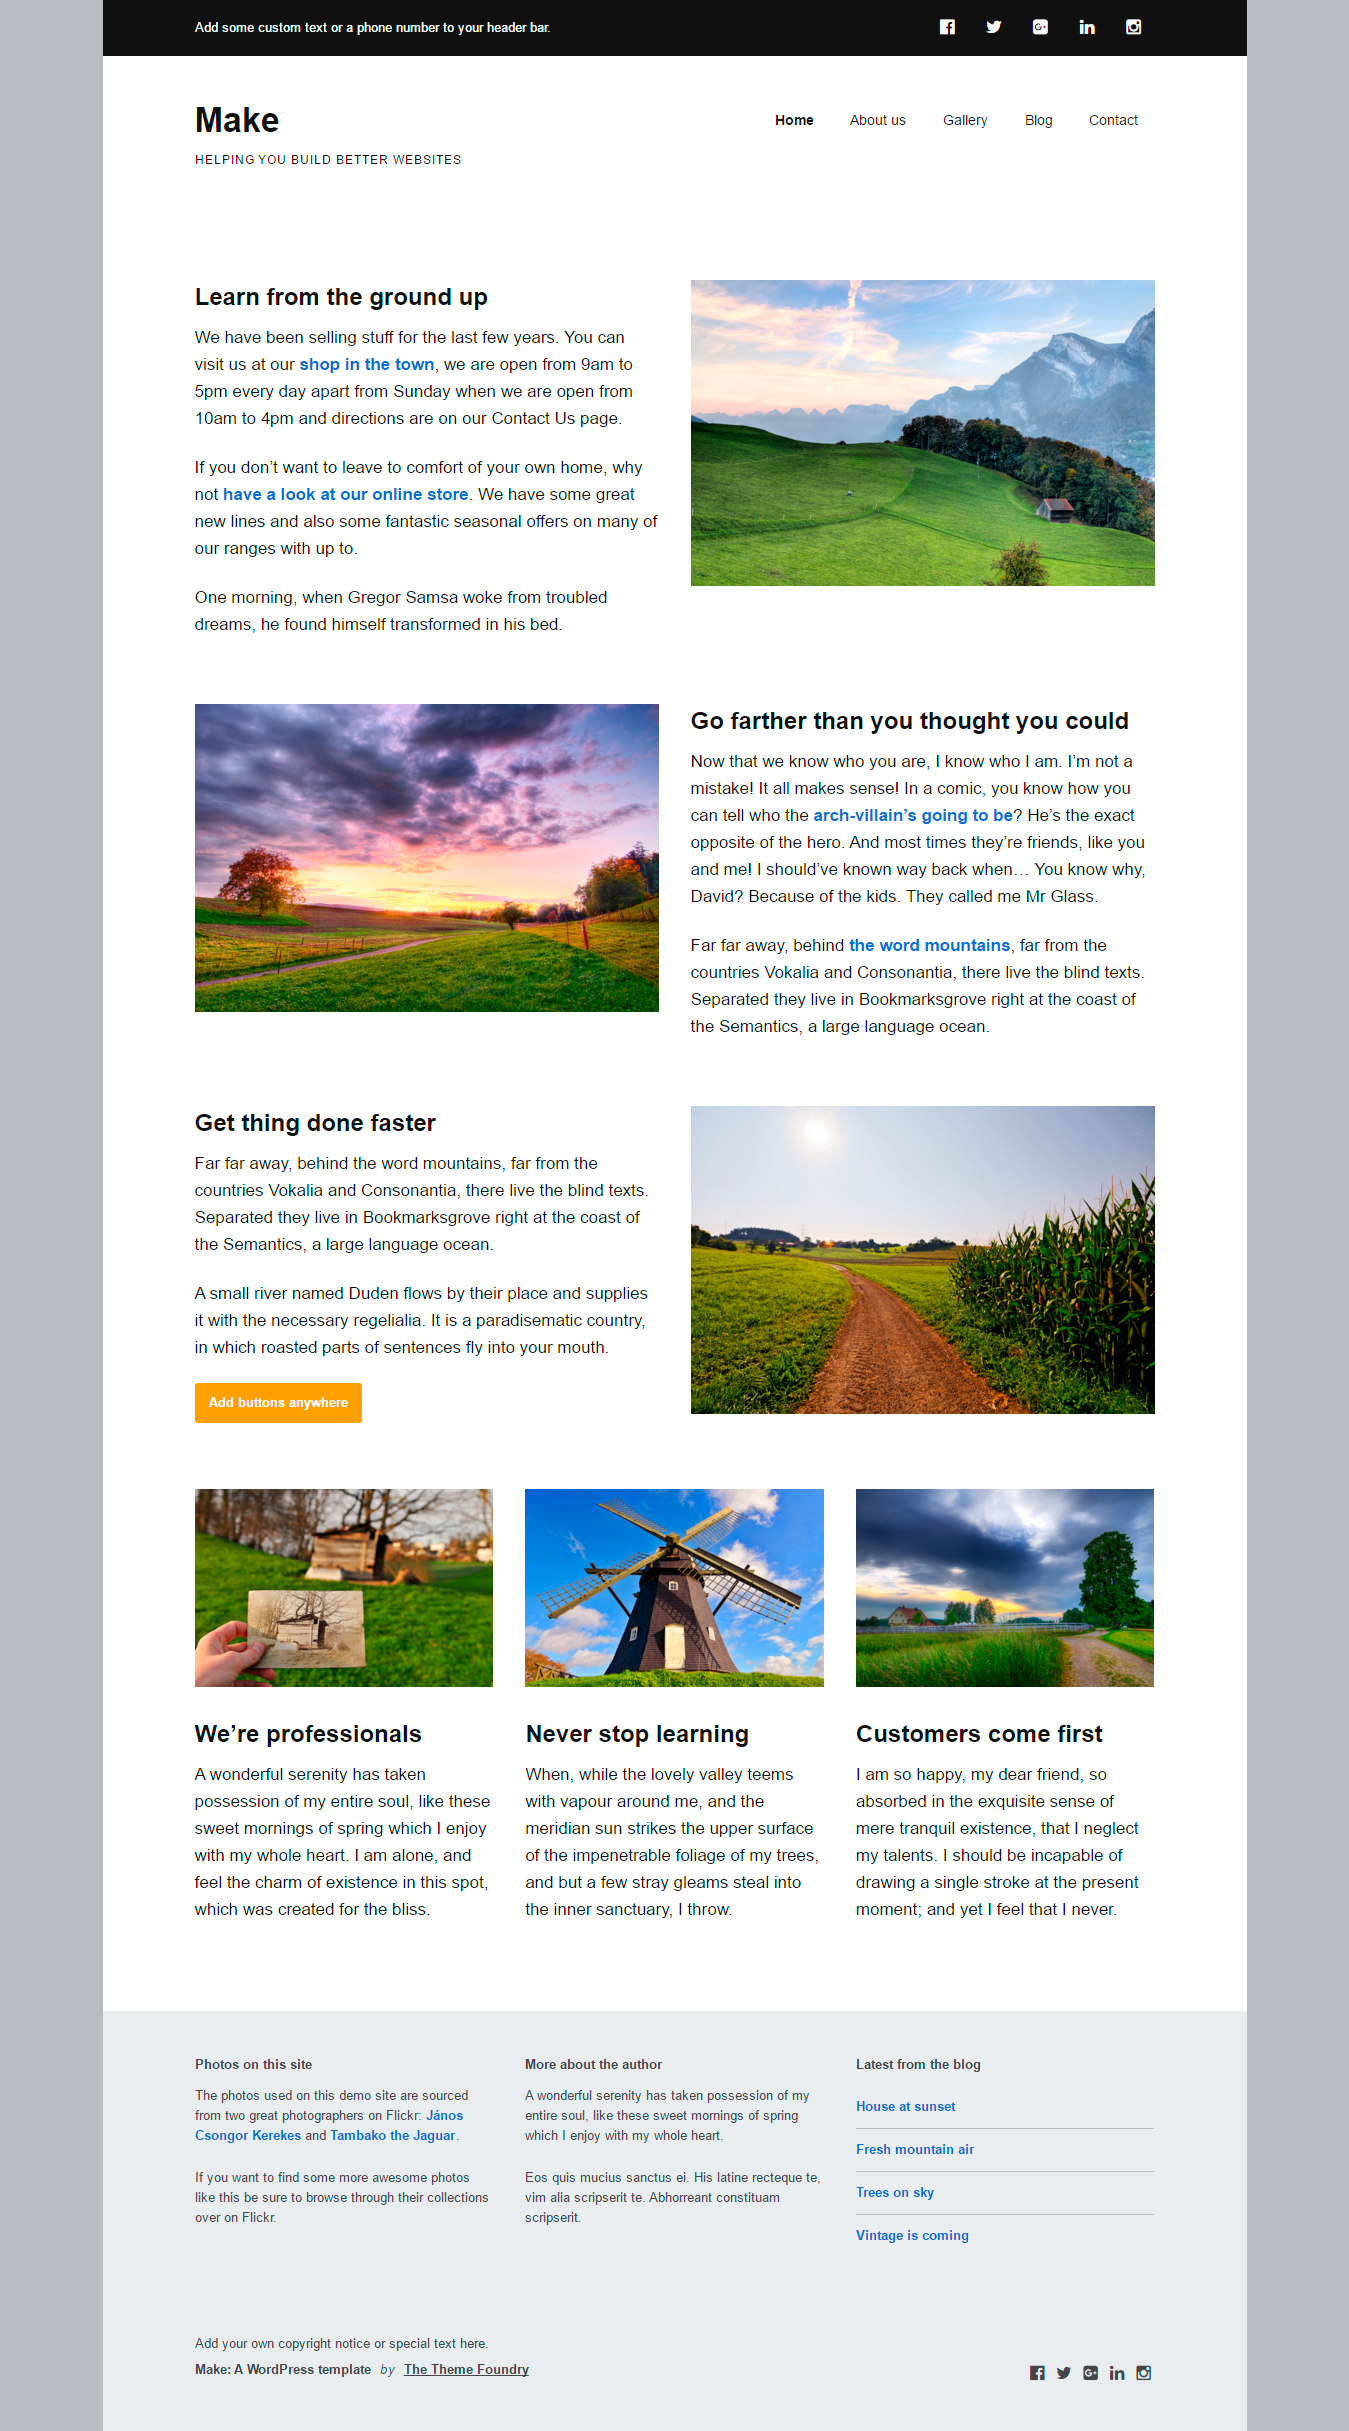 Add some custom text or a phone number to your header bar.
Make
HELPING YOU BUILD BETTER WEBSITES
Home About us Gallery Blog Contact
Learn from the ground up
We have been selling stuff for the last few years. You can
visit us at our shop in the town, we are open from 9am to
5pm every day apart from Sunday when we are open from
10am to 4pm and directions are on our Contact Us page.
If you don’t want to leave to comfort of your own home, why
not have a look at our online store. We have some great
new lines and also some fantastic seasonal offers on many of
our ranges with up to.
One morning, when Gregor Samsa woke from troubled
dreams, he found himself transformed in his bed.
Go farther than you thought you could
Now that we know who you are, I know who I am. I’m not a
mistake! It all makes sense! In a comic, you know how you
can tell who the arch-villain’s going to be? He’s the exact
opposite of the hero. And most times they’re friends, like you
and me! I should’ve known way back when… You know why,
David? Because of the kids. They called me Mr Glass.
Far far away, behind the word mountains, far from the
countries Vokalia and Consonantia, there live the blind texts.
Separated they live in Bookmarksgrove right at the coast of
the Semantics, a large language ocean.
Get thing done faster
Far far away, behind the word mountains, far from the
countries Vokalia and Consonantia, there live the blind texts.
Separated they live in Bookmarksgrove right at the coast of
the Semantics, a large language ocean.
A small river named Duden flows by their place and supplies
it with the necessary regelialia. It is a paradisematic country,
in which roasted parts of sentences fly into your mouth.
Add buttons anywhere
We’re professionals
A wonderful serenity has taken
possession of my entire soul, like these
sweet mornings of spring which I enjoy
with my whole heart. I am alone, and
feel the charm of existence in this spot,
which was created for the bliss.
Never stop learning
When, while the lovely valley teems
with vapour around me, and the
meridian sun strikes the upper surface
of the impenetrable foliage of my trees,
and but a few stray gleams steal into
the inner sanctuary, I throw.
Customers come first
I am so happy, my dear friend, so
absorbed in the exquisite sense of
mere tranquil existence, that I neglect
my talents. I should be incapable of
drawing a single stroke at the present
moment; and yet I feel that I never.
Photos on this site
The photos used on this demo site are sourced
from two great photographers on Flickr: János
Csongor Kerekes and Tambako the Jaguar.
If you want to find some more awesome photos
like this be sure to browse through their collections
over on Flickr.
More about the author
A wonderful serenity has taken possession of my
entire soul, like these sweet mornings of spring
which I enjoy with my whole heart.
Eos quis mucius sanctus ei. His latine recteque te,
vim alia scripserit te. Abhorreant constituam
scripserit.
Latest from the blog
House at sunset
Fresh mountain air
Trees on sky
Vintage is coming
Add your own copyright notice or special text here.
Make: A WordPress template by The Theme Foundry